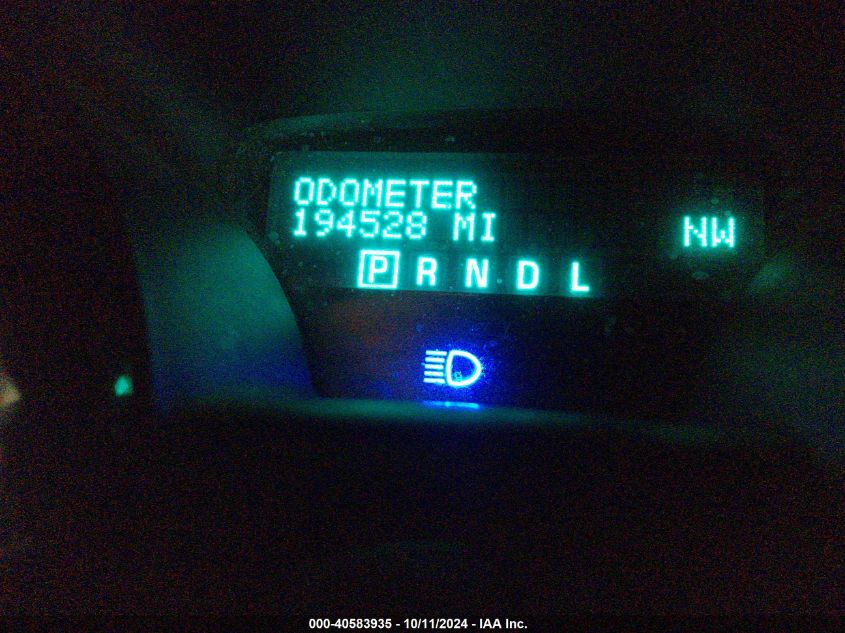 ODOMETER
194528 MI
NW
P R N D L
000-40583935 - 10/11/2024 - IAA Inc.